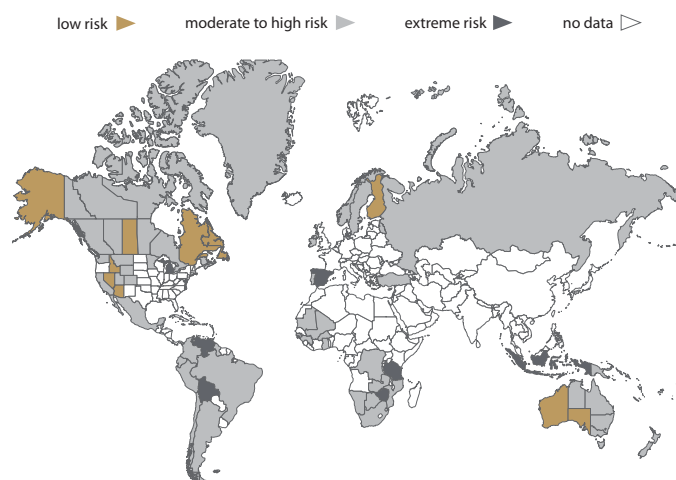 low risk
moderate to high risk
extreme risk
no data